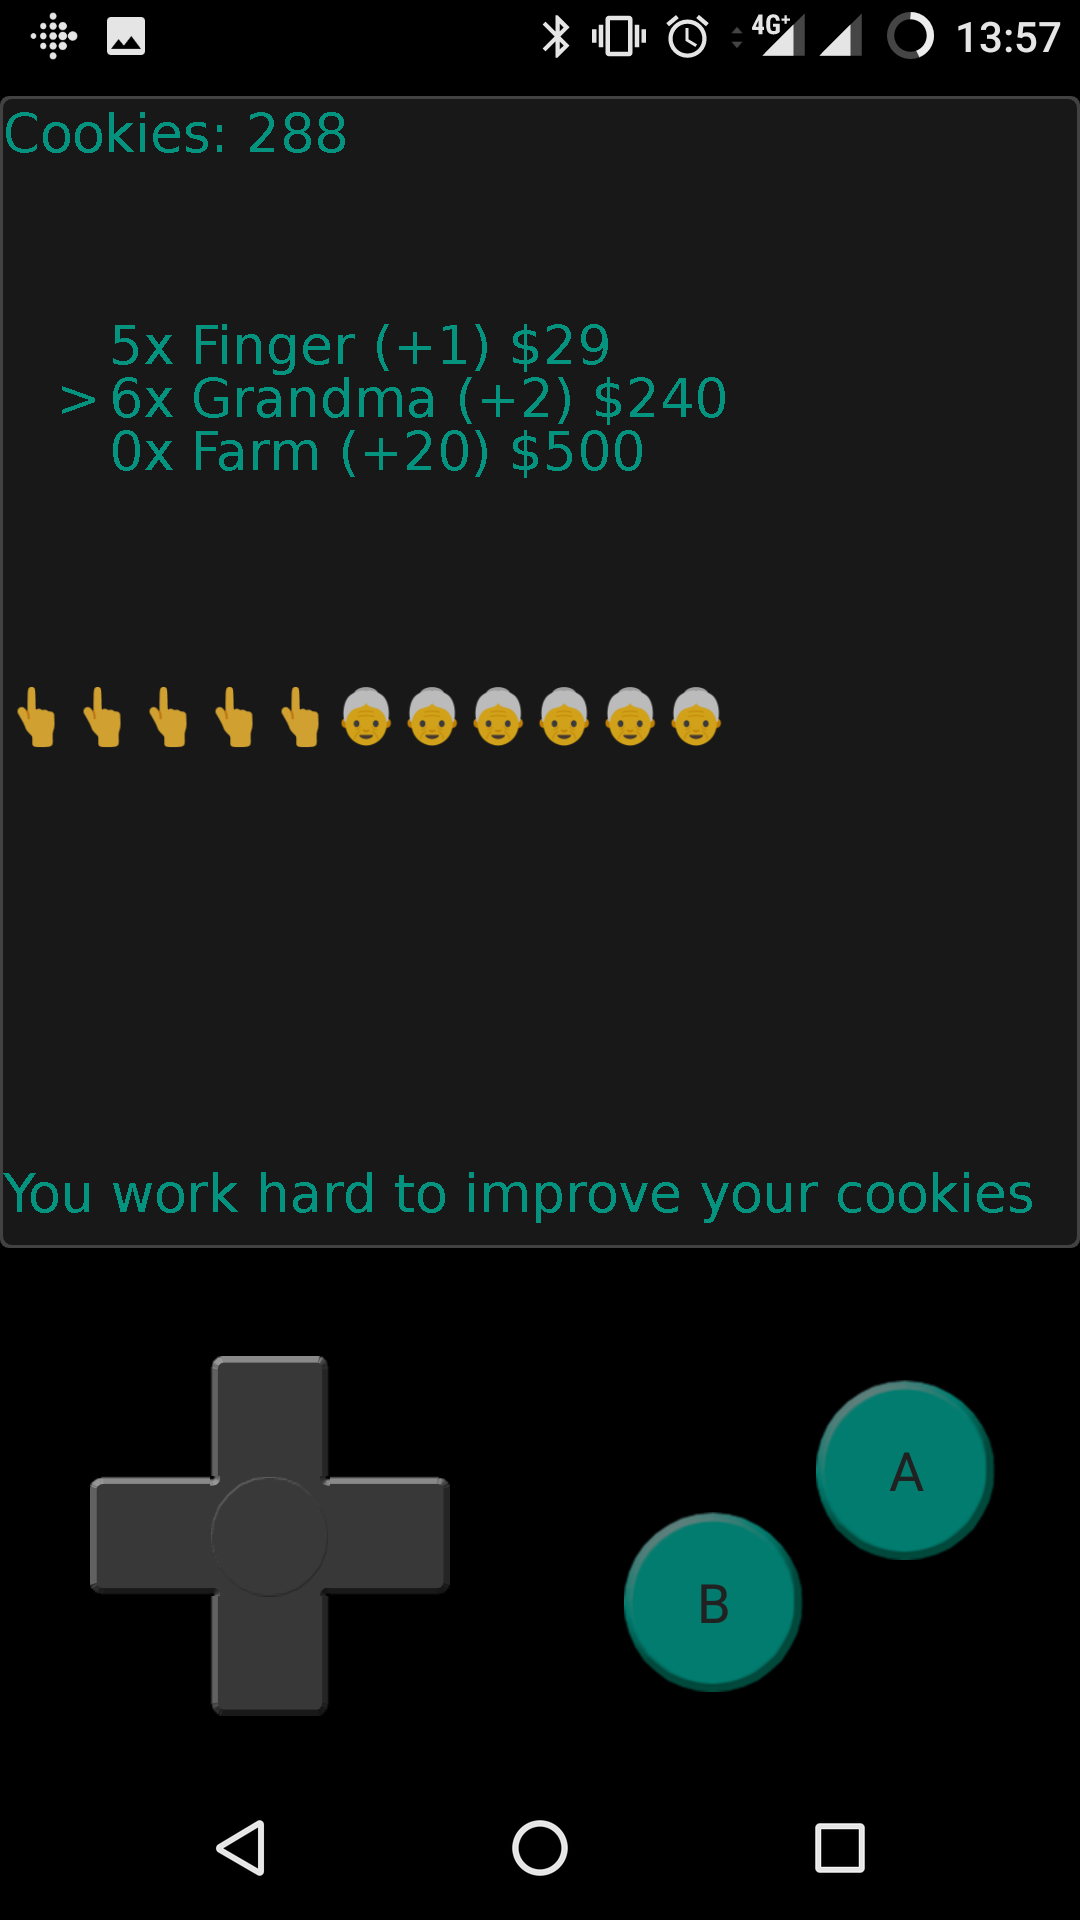 4G+ 13:57
Cookies: 288
5x Finger (+1) $29
>6x Grandma (+2) $240
0x Farm (+20) $500
You work hard to improve your cookies
A
B